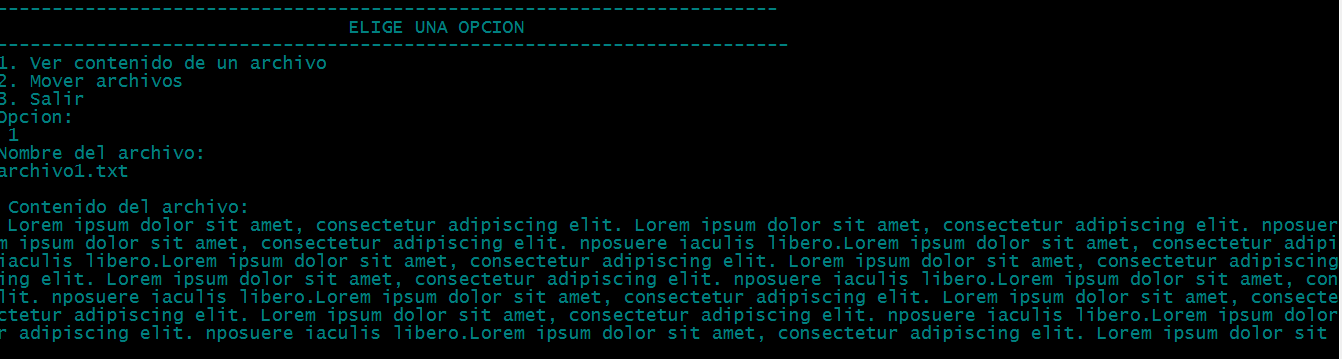 -----------------------------------------------------------------------
ELIGE UNA OPCION
------------------------------------------------------------------------
1. Ver contenido de un archivo
2. Mover archivos
3. Salir
Opcion:
1
Nombre del archivo:
archivo1.txt
Contenido del archivo:
Lorem ipsum dolor sit amet, consectetur adipiscing elit. Lorem ipsum dolor sit amet, consectetur adipiscing elit. nposuer
m ipsum dolor sit amet, consectetur adipiscing elit. nposuere iaculis libero.Lorem ipsum dolor sit amet, consectetur adipi
iaculis libero.Lorem ipsum dolor sit amet, consectetur adipiscing elit. Lorem ipsum dolor sit amet, consectetur adipiscing
ing elit. Lorem ipsum dolor sit amet, consectetur adipiscing elit. nposuere iaculis libero.Lorem ipsum dolor sit amet, con
lit. nposuere iaculis libero.Lorem ipsum dolor sit amet, consectetur adipiscing elit. Lorem ipsum dolor sit amet, consecte
ctetur adipiscing elit. Lorem ipsum dolor sit amet, consectetur adipiscing elit. nposuere iaculis libero.Lorem ipsum dolor
r adipiscing elit. nposuere iaculis libero.Lorem ipsum dolor sit amet, consectetur adipiscing elit. Lorem ipsum dolor sit